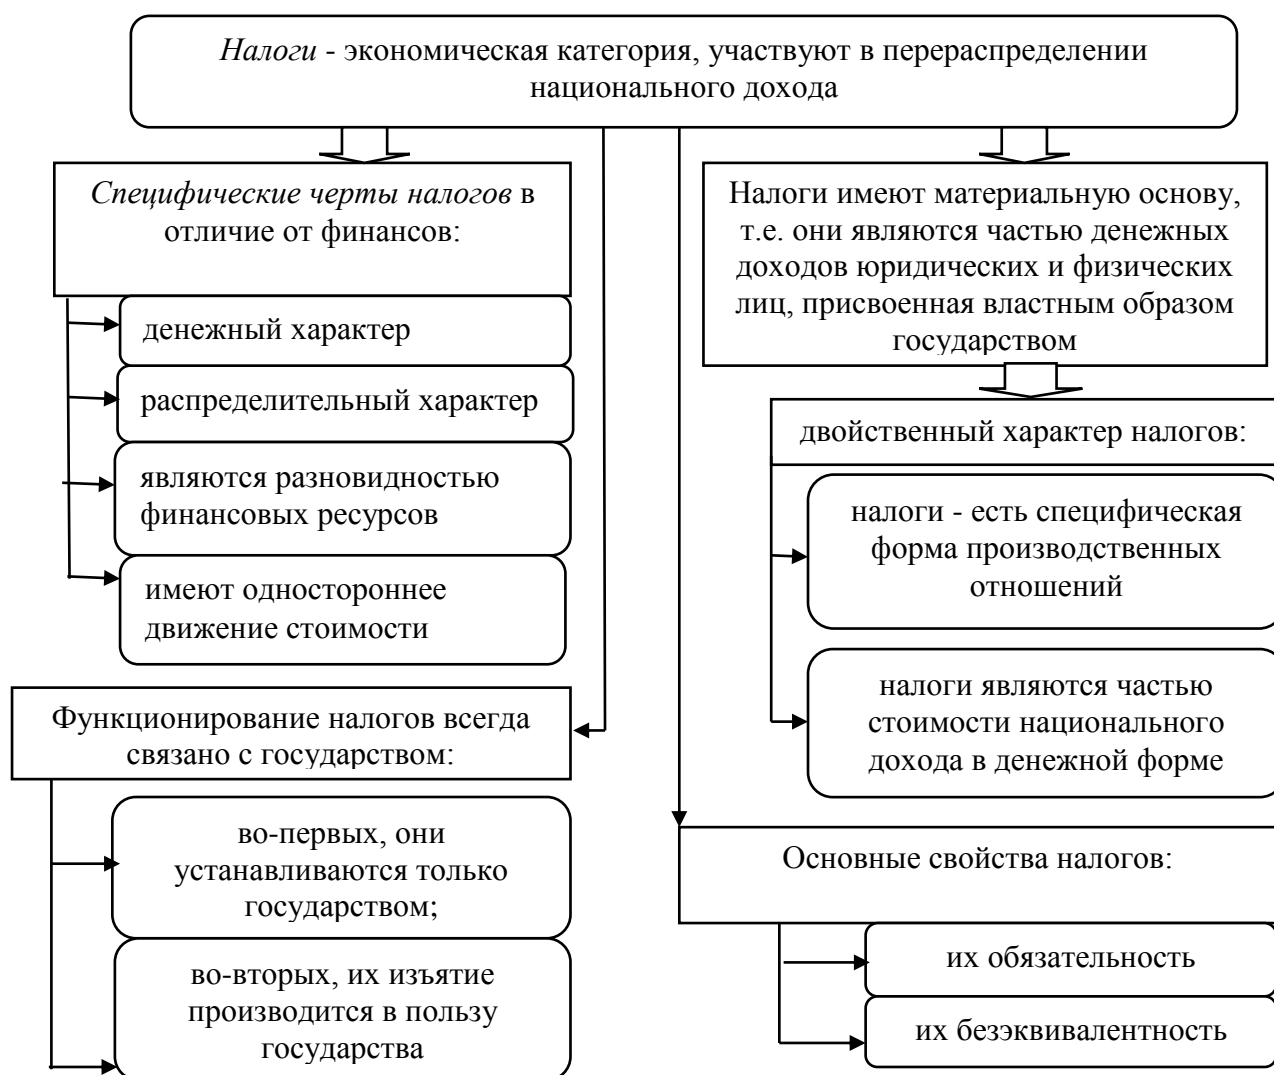 Налоги - экономическая категория, участвуют в перераспределении
национального дохода
Специфические черты налогов в
отличие от финансов:
денежный характер
распределительный характер
являются разновидностью
финансовых ресурсов
имеют одностороннее
движение стоимости
Налоги имеют материальную основу,
т.е. они являются частью денежных
доходов юридических и физических
лиц, присвоенная властным образом
государством
двойственный характер налогов:
налоги - есть специфическая
форма производственных
отношений
налоги являются частью
стоимости национального
дохода в денежной форме
Функционирование налогов всегда
связано с государством:
во-первых, они
устанавливаются только
государством;
во-вторых, их изъятие
производится в пользу
государства
Основные свойства налогов:
их обязательность
их безэквивалентность